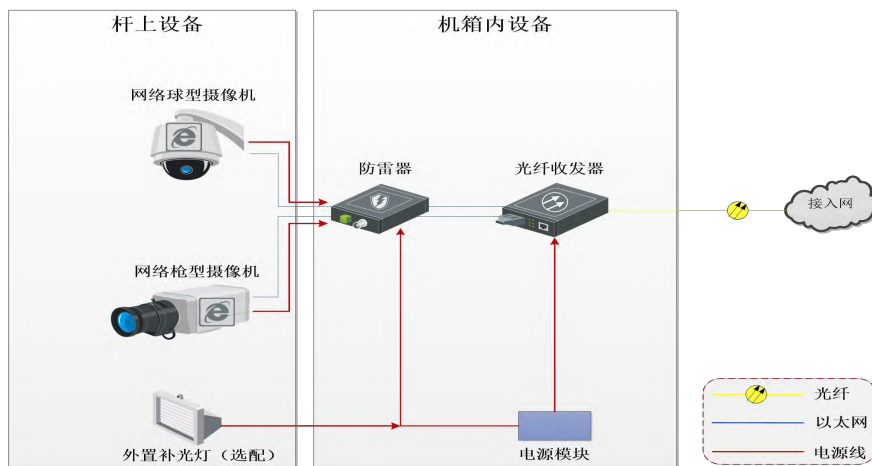 杆上设备
机箱内设备
网络球型摄像机
防雷器
光纤收发器
接入网
网络枪型摄像机
外置补光灯（选配）
电源模块
光纤
以太网
电源线